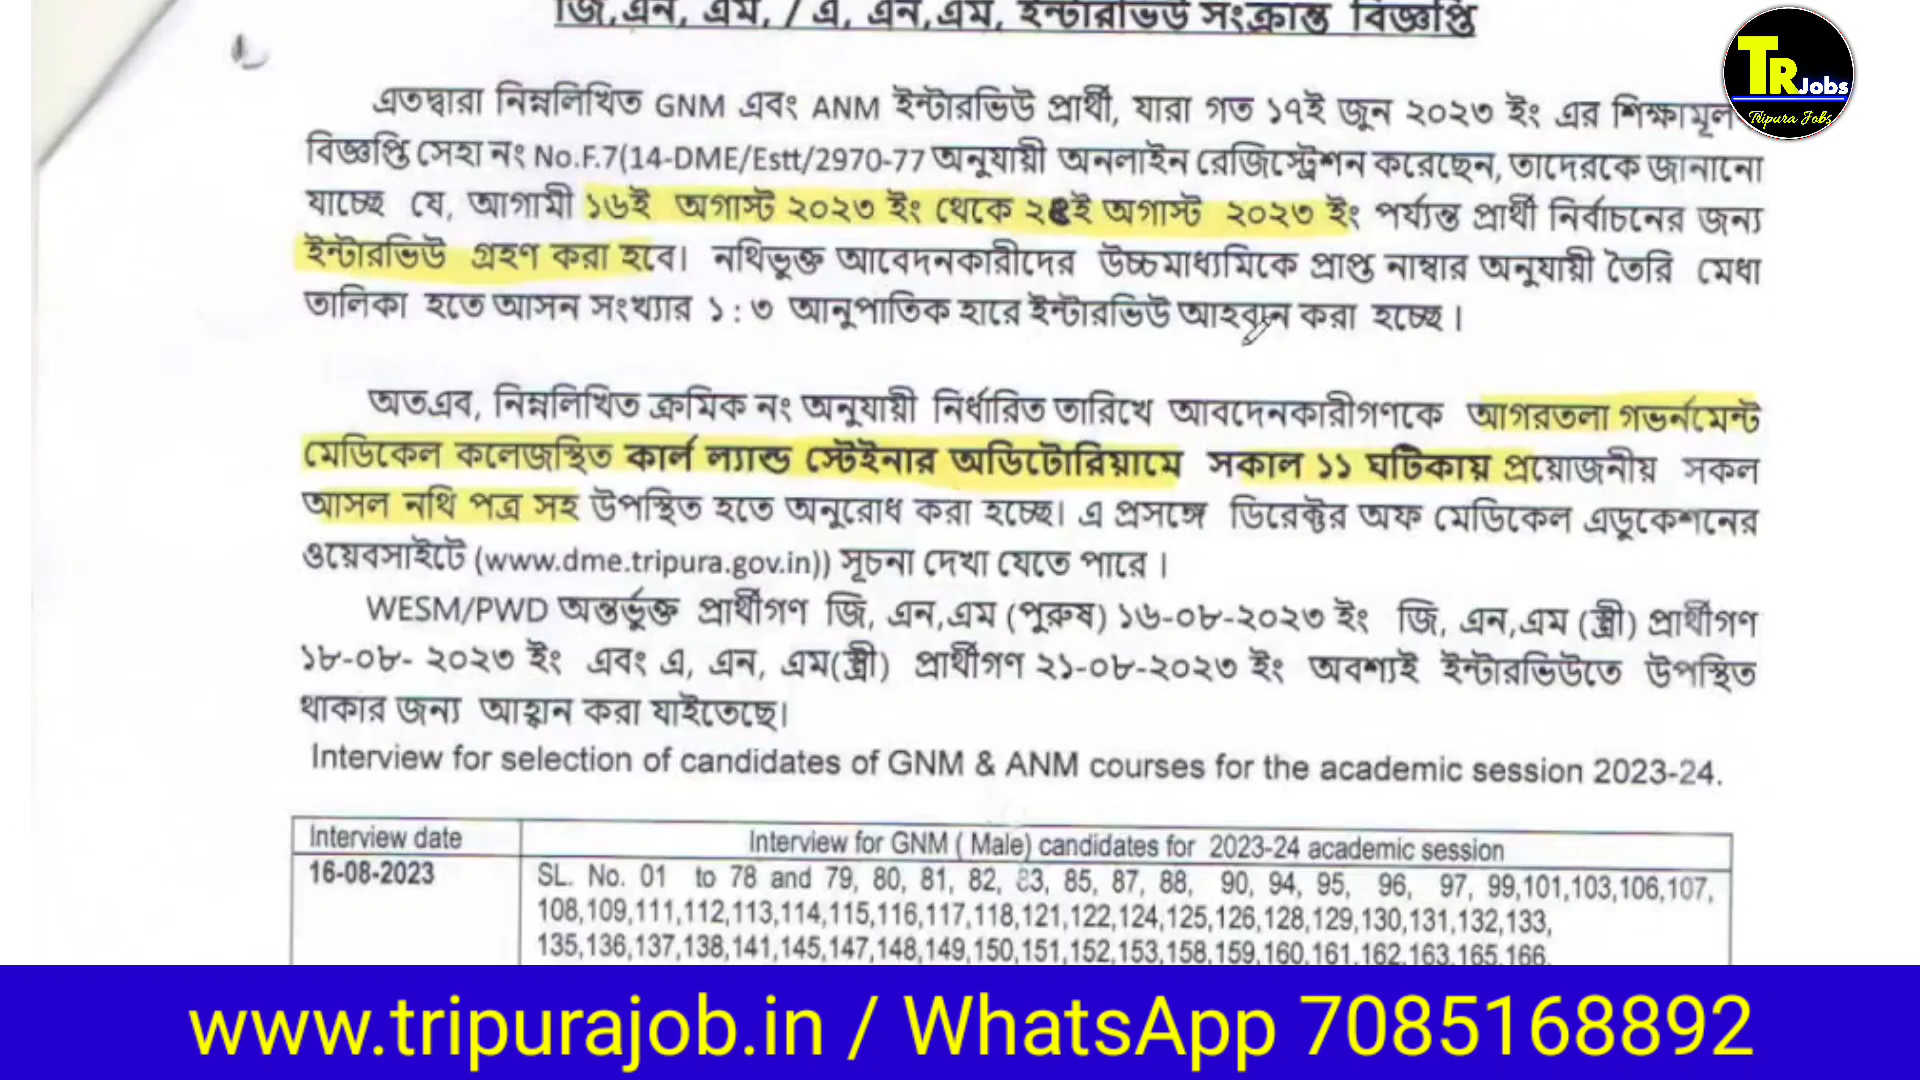 জি,এন, এম, / এ, এন,এম, ইন্টারভিউ সংক্রান্ত বিজ্ঞপ্তি
TR Jobs
Tripura Jobs
এতদ্বারা নিম্নলিখিত GNM এবং ANM ইন্টারভিউ প্রার্থী, যারা গত ১৭ই জুন ২০২৩ ইং এর শিক্ষামূল
বিজ্ঞপ্তি সেহা নং No.F.7(14-DME/Estt/2970-77 অনুযায়ী অনলাইন রেজিস্ট্রেশন করেছেন, তাদেরকে জানানো
যাচ্ছে যে, আগামী ১৬ই অগাস্ট ২০২৩ ইং থেকে অগাস্ট ২০২৩ ইং পর্য্যন্ত প্রার্থী নির্বাচনের জন্য
ইন্টারভিউ গ্রহণ করা হবে। নথিভুক্ত আবেদনকারীদের উচ্চমাধ্যমিকে প্রাপ্ত নাম্বার অনুযায়ী তৈরি মেধা
তালিকা হতে আসন সংখ্যার ১ : ৩ আনুপাতিক হারে ইন্টারভিউ আহবান করা হচ্ছে ।
অতএব, নিম্নলিখিত ক্রমিক নং অনুযায়ী নির্ধারিত তারিখে আবদেনকারীগণকে আগরতলা গভর্নমেন্ট
মেডিকেল কলেজস্থিত কার্ল ল্যান্ড স্টেইনার অডিটোরিয়ামে সকাল ১১ ঘটিকায় প্রয়োজনীয় সকল
আসল নথি পত্র সহ উপস্থিত হতে অনুরোধ করা হচ্ছে। এ প্রসঙ্গে ডিরেক্টর অফ মেডিকেল এডুকেশনের
ওয়েবসাইটে (www.dme.tripura.gov.in)) সূচনা দেখা যেতে পারে ।
WESM/PWD অন্তর্ভুক্ত প্রার্থীগণ জি, এন,এম (পুরুষ) ১৬-০৮-২০২৩ ইং জি, এন,এম (স্ত্রী) প্রার্থীগণ
১৮-০৮- ২০২৩ ইং এবং এ, এন, এম(স্ত্রী) প্রার্থীগণ ২১-০৮-২০২৩ ইং অবশ্যই ইন্টারভিউতে উপস্থিত
থাকার জন্য আহ্বান করা যাইতেছে।
Interview for selection of candidates of GNM & ANM courses for the academic session 2023-24.
Interview date Interview for GNM ( Male) candidates for 2023-24 academic session
16-08-2023 SL. No. 01 to 78 and 79, 80, 81, 82, 83, 85, 87, 88, 90, 94, 95, 96, 97, 99,101,103,106,107,
108,109,111,112,113,114,115,116,117,118,121,122,124,125,126,128,129,130,131,132,133,
135,136,137,138,141,145,147,148,149,150,151,152,153,158,159,160,161,162,163,165,166,
www.tripurajob.in / WhatsApp 7085168892